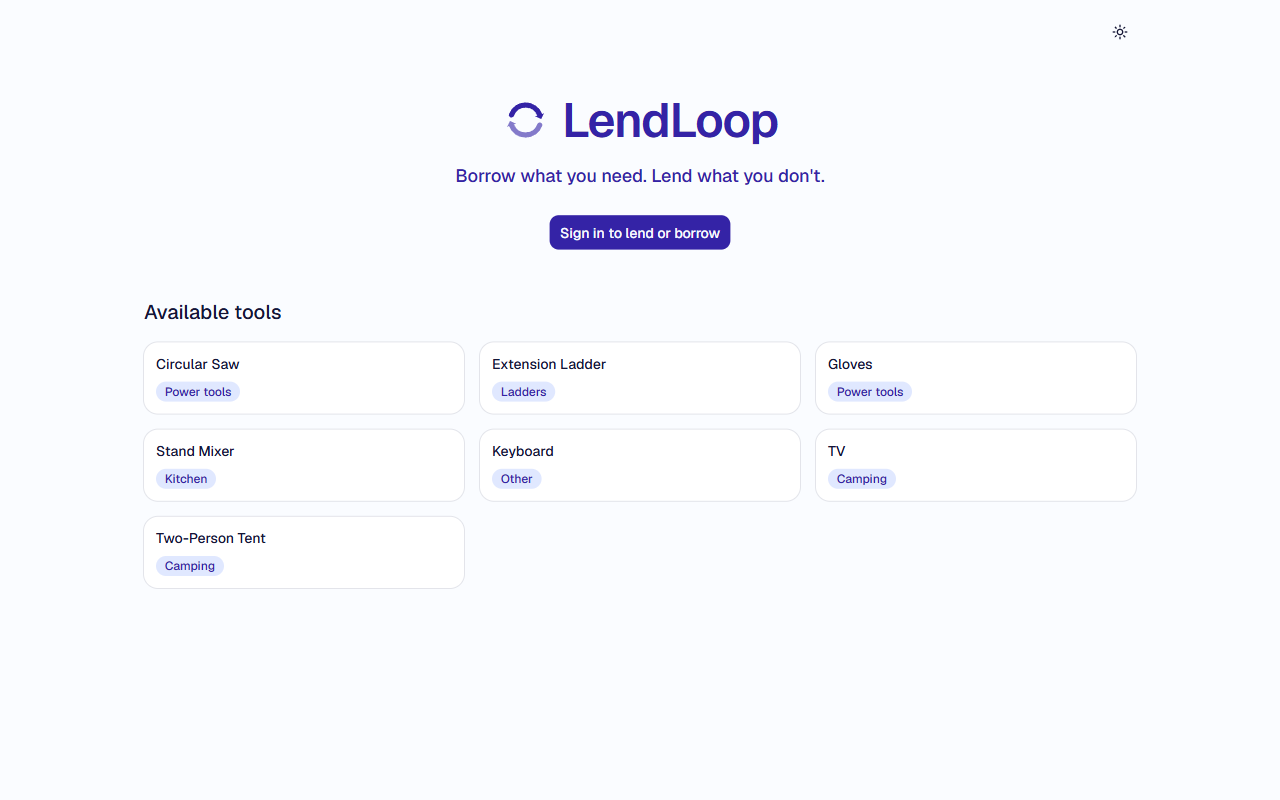 LendLoop
Borrow what you need. Lend what you don't.
Sign in to lend or borrow
Available tools
Circular Saw
Power tools
Extension Ladder
Ladders
Gloves
Power tools
Stand Mixer
Kitchen
Keyboard
Other
TV
Camping
Two-Person Tent
Camping